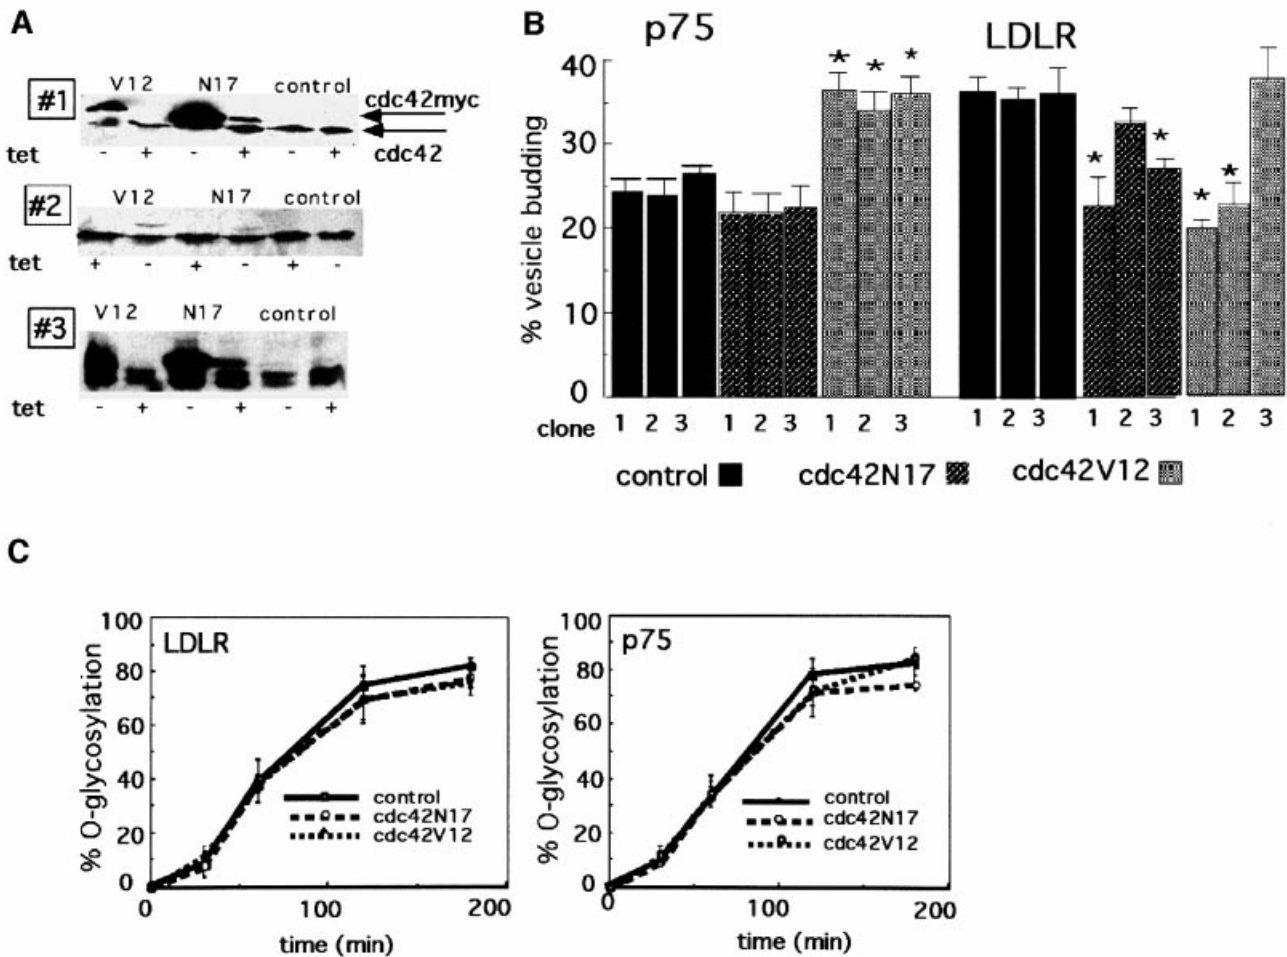 A
V12 N17 control
#1
cdc42myc
tet - + - + - + cdc42
#2
V12 N17 control
tet + - + - + -
V12 N17 control
#3
tet - + - + - +
B
p75 LDLR
% vesicle budding
40
30
20
10
0
* * * * * * *
clone 1 2 3 1 2 3 1 2 3 1 2 3 1 2 3 1 2 3
control cdc42N17 cdc42V12
C
% O-glycosylation
100
80
60
40
20
0
LDLR
control
cdc42N17
cdc42V12
0 100 200
time (min)
% O-glycosylation
100
80
60
40
20
0
p75
control
cdc42N17
cdc42V12
0 100 200
time (min)